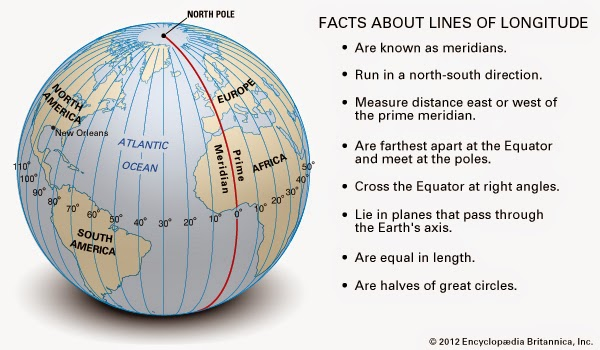 NORTH POLE
FACTS ABOUT LINES OF LONGITUDE
• Are known as meridians.
• Run in a north-south direction.
• Measure distance east or west of
the prime meridian.
• Are farthest apart at the Equator
and meet at the poles.
• Cross the Equator at right angles.
• Lie in planes that pass through
the Earth's axis.
• Are equal in length.
• Are halves of great circles.
NORTH
AMERICA
EUROPE
New Orleans
ATLANTIC
OCEAN
Prime
Meridian
AFRICA
110° 100° 90° 80° 70° 60° 50° 40° 30° 20° 10° 0° 10° 20° 30° 40° 50°
SOUTH
AMERICA
© 2012 Encyclopædia Britannica, Inc.